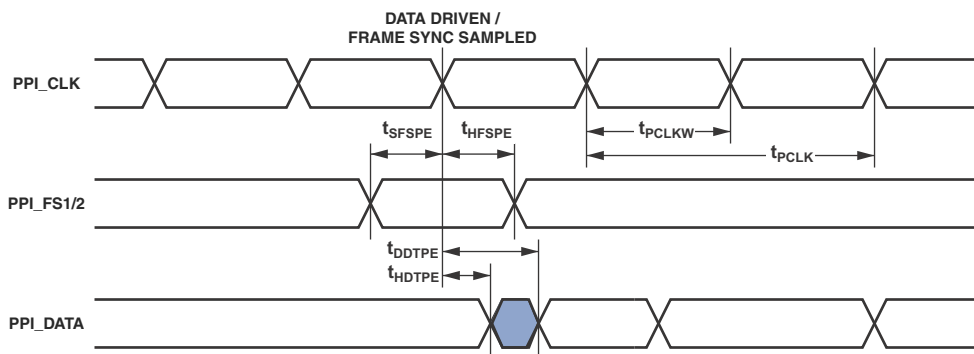 DATA DRIVEN /
FRAME SYNC SAMPLED
PPI_CLK
tSFSPE
tHFSPE
tPCLKW
tPCLK
PPI_FS1/2
tDDTPE
tHDTPE
PPI_DATA